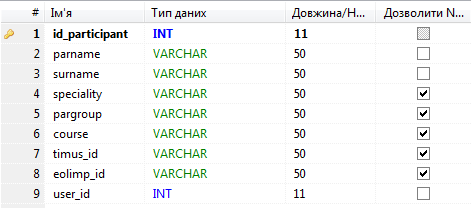 # Ім'я Тип даних Довжина/Н... Дозволити N...
1 id_participant INT 11
2 parname VARCHAR 50
3 surname VARCHAR 50
4 speciality VARCHAR 50
5 pargroup VARCHAR 50
6 course VARCHAR 50
7 timus_id VARCHAR 50
8 eolimp_id VARCHAR 50
9 user_id INT 11